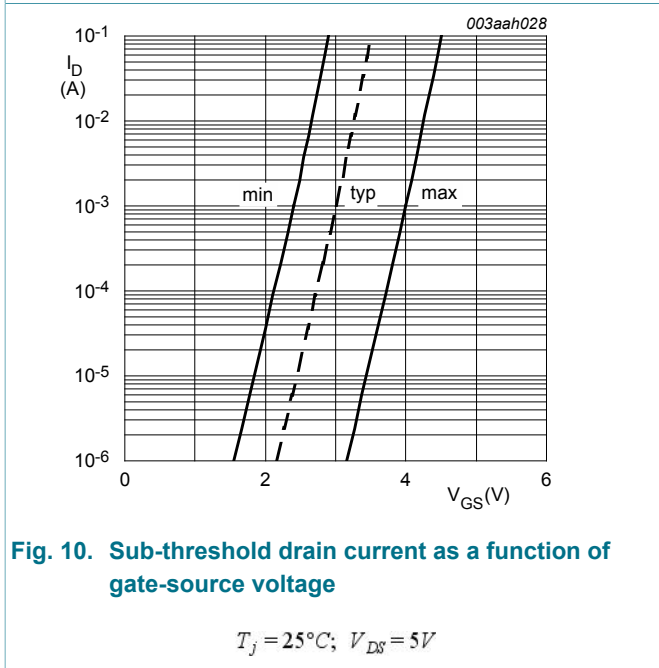 003aah028
10-1
ID
(A)
10-2
10-3
10-4
10-5
10-6
min
typ
max
0
2
4
6
VGS(V)
Fig. 10. Sub-threshold drain current as a function of
gate-source voltage
Tj = 25°C; VDS = 5V